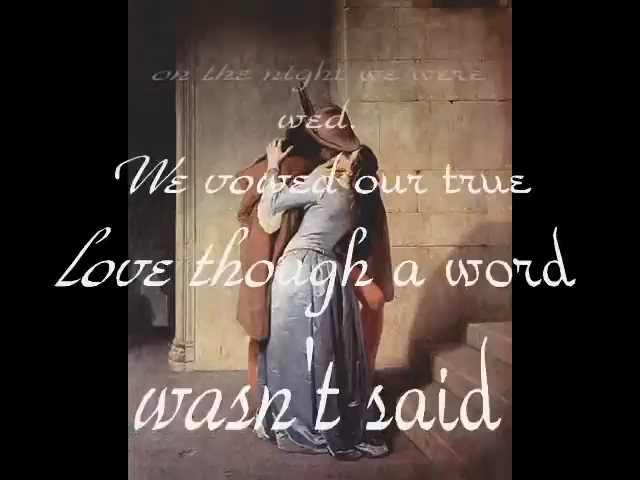 on the night we were
wed.
We vowed our true
Love though a word
wasn't said